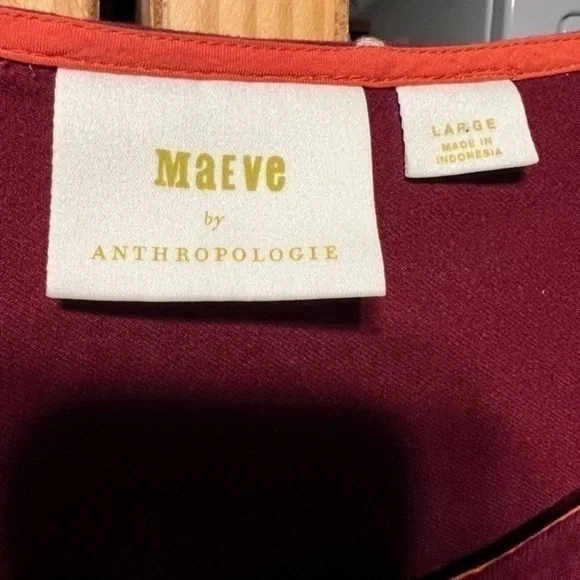 MaEve
by
ANTHROPOLOGIE
LARGE
MADE IN
INDONESIA